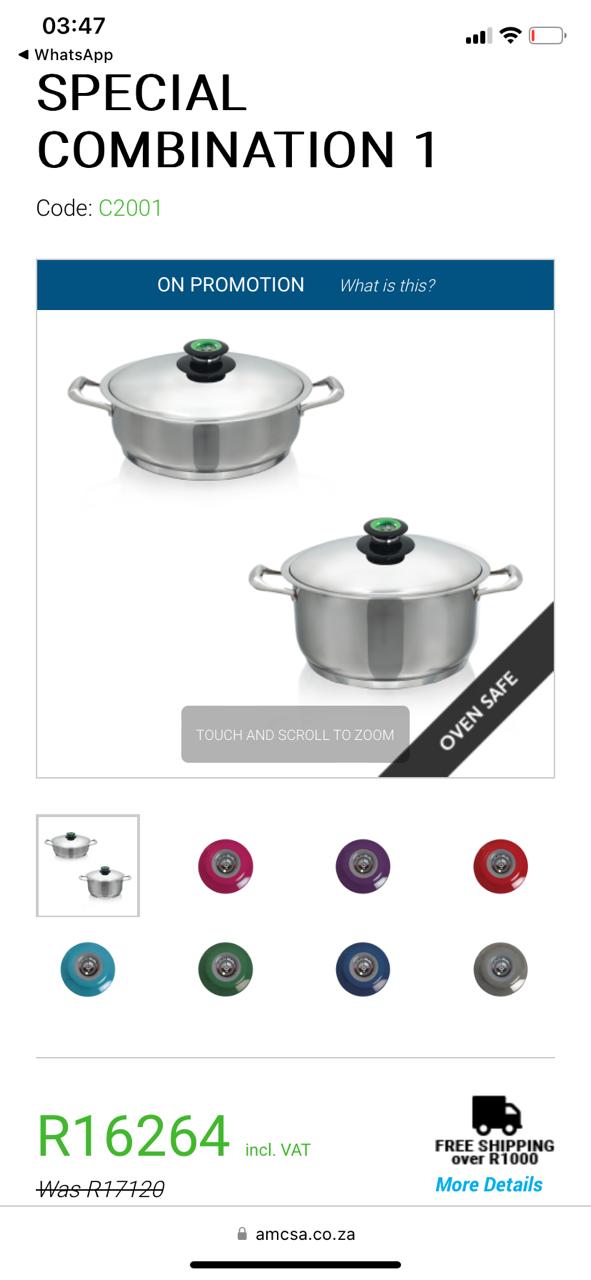 03:47
◀ WhatsApp
SPECIAL
COMBINATION 1
Code: C2001
ON PROMOTION What is this?
OVEN SAFE
TOUCH AND SCROLL TO ZOOM
R16264 incl. VAT
Was R17120
FREE SHIPPING
over R1000
More Details
amcsa.co.za